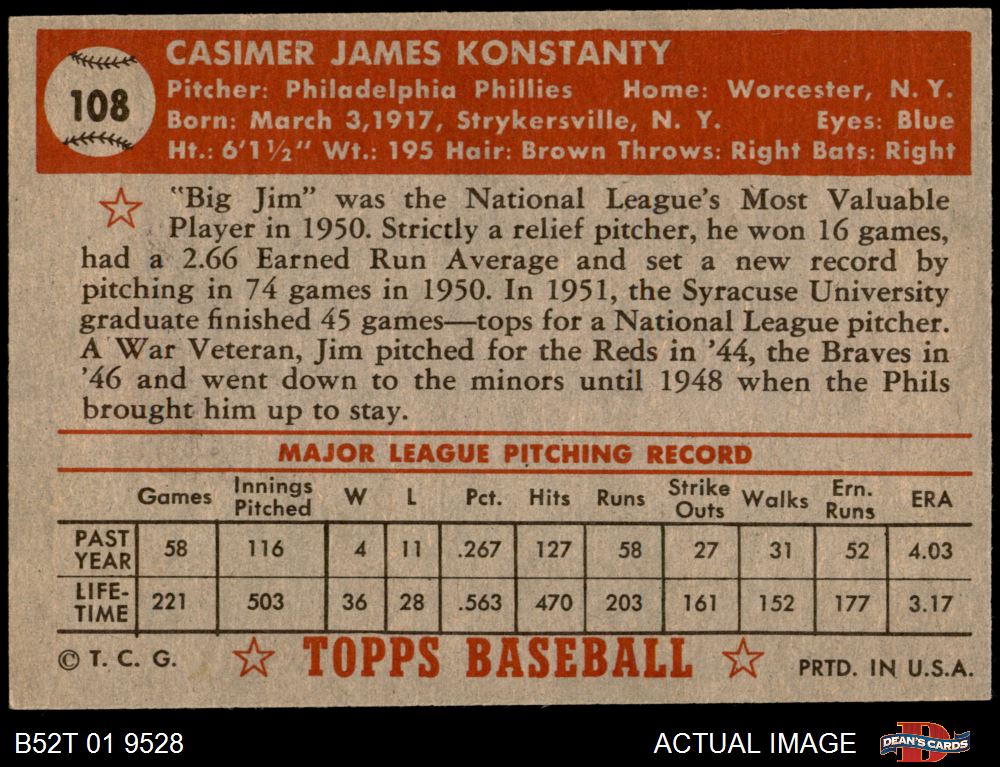 108
CASIMER JAMES KONSTANTY
Pitcher: Philadelphia Phillies Home: Worcester, N. Y.
Born: March 3,1917, Strykersville, N. Y. Eyes: Blue
Ht.: 6'1½" Wt.: 195 Hair: Brown Throws: Right Bats: Right
"Big Jim" was the National League's Most Valuable
Player in 1950. Strictly a relief pitcher, he won 16 games,
had a 2.66 Earned Run Average and set a new record by
pitching in 74 games in 1950. In 1951, the Syracuse University
graduate finished 45 games—tops for a National League pitcher.
A War Veteran, Jim pitched for the Reds in '44, the Braves in
'46 and went down to the minors until 1948 when the Phils
brought him up to stay.
MAJOR LEAGUE PITCHING RECORD
Games Innings Pitched W L Pct. Hits Runs Strike Outs Walks Ern. Runs ERA
PAST YEAR 58 116 4 11 .267 127 58 27 31 52 4.03
LIFE-TIME 221 503 36 28 .563 470 203 161 152 177 3.17
© T. C. G. TOPPS BASEBALL PRTD. IN U.S.A.
B52T 01 9528 ACTUAL IMAGE DEAN'S CARDS